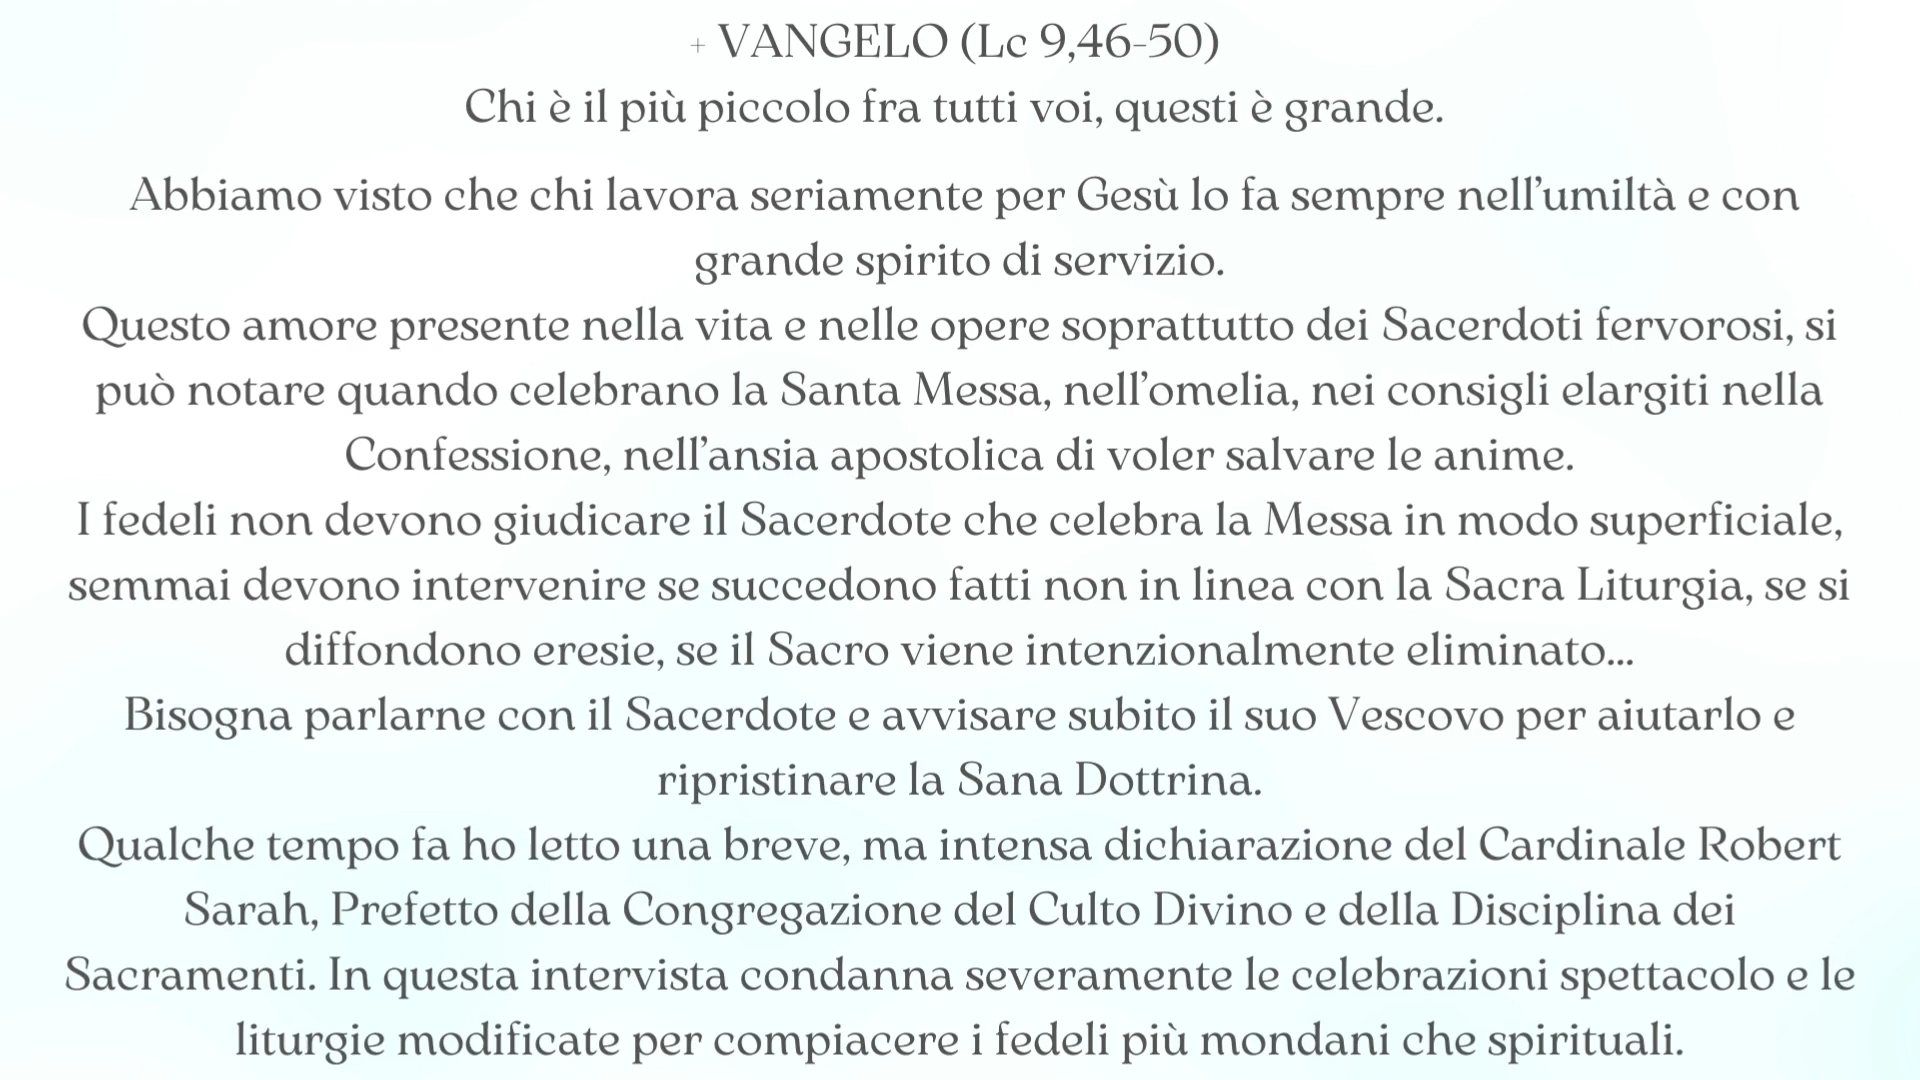 + VANGELO (Lc 9,46-50)
Chi è il più piccolo fra tutti voi, questi è grande.
Abbiamo visto che chi lavora seriamente per Gesù lo fa sempre nell’umiltà e con
grande spirito di servizio.
Questo amore presente nella vita e nelle opere soprattutto dei Sacerdoti fervorosi, si
può notare quando celebrano la Santa Messa, nell’omelia, nei consigli elargiti nella
Confessione, nell’ansia apostolica di voler salvare le anime.
I fedeli non devono giudicare il Sacerdote che celebra la Messa in modo superficiale,
semmai devono intervenire se succedono fatti non in linea con la Sacra Liturgia, se si
diffondono eresie, se il Sacro viene intenzionalmente eliminato...
Bisogna parlarne con il Sacerdote e avvisare subito il suo Vescovo per aiutarlo e
ripristinare la Sana Dottrina.
Qualche tempo fa ho letto una breve, ma intensa dichiarazione del Cardinale Robert
Sarah, Prefetto della Congregazione del Culto Divino e della Disciplina dei
Sacramenti. In questa intervista condanna severamente le celebrazioni spettacolo e le
liturgie modificate per compiacere i fedeli più mondani che spirituali.